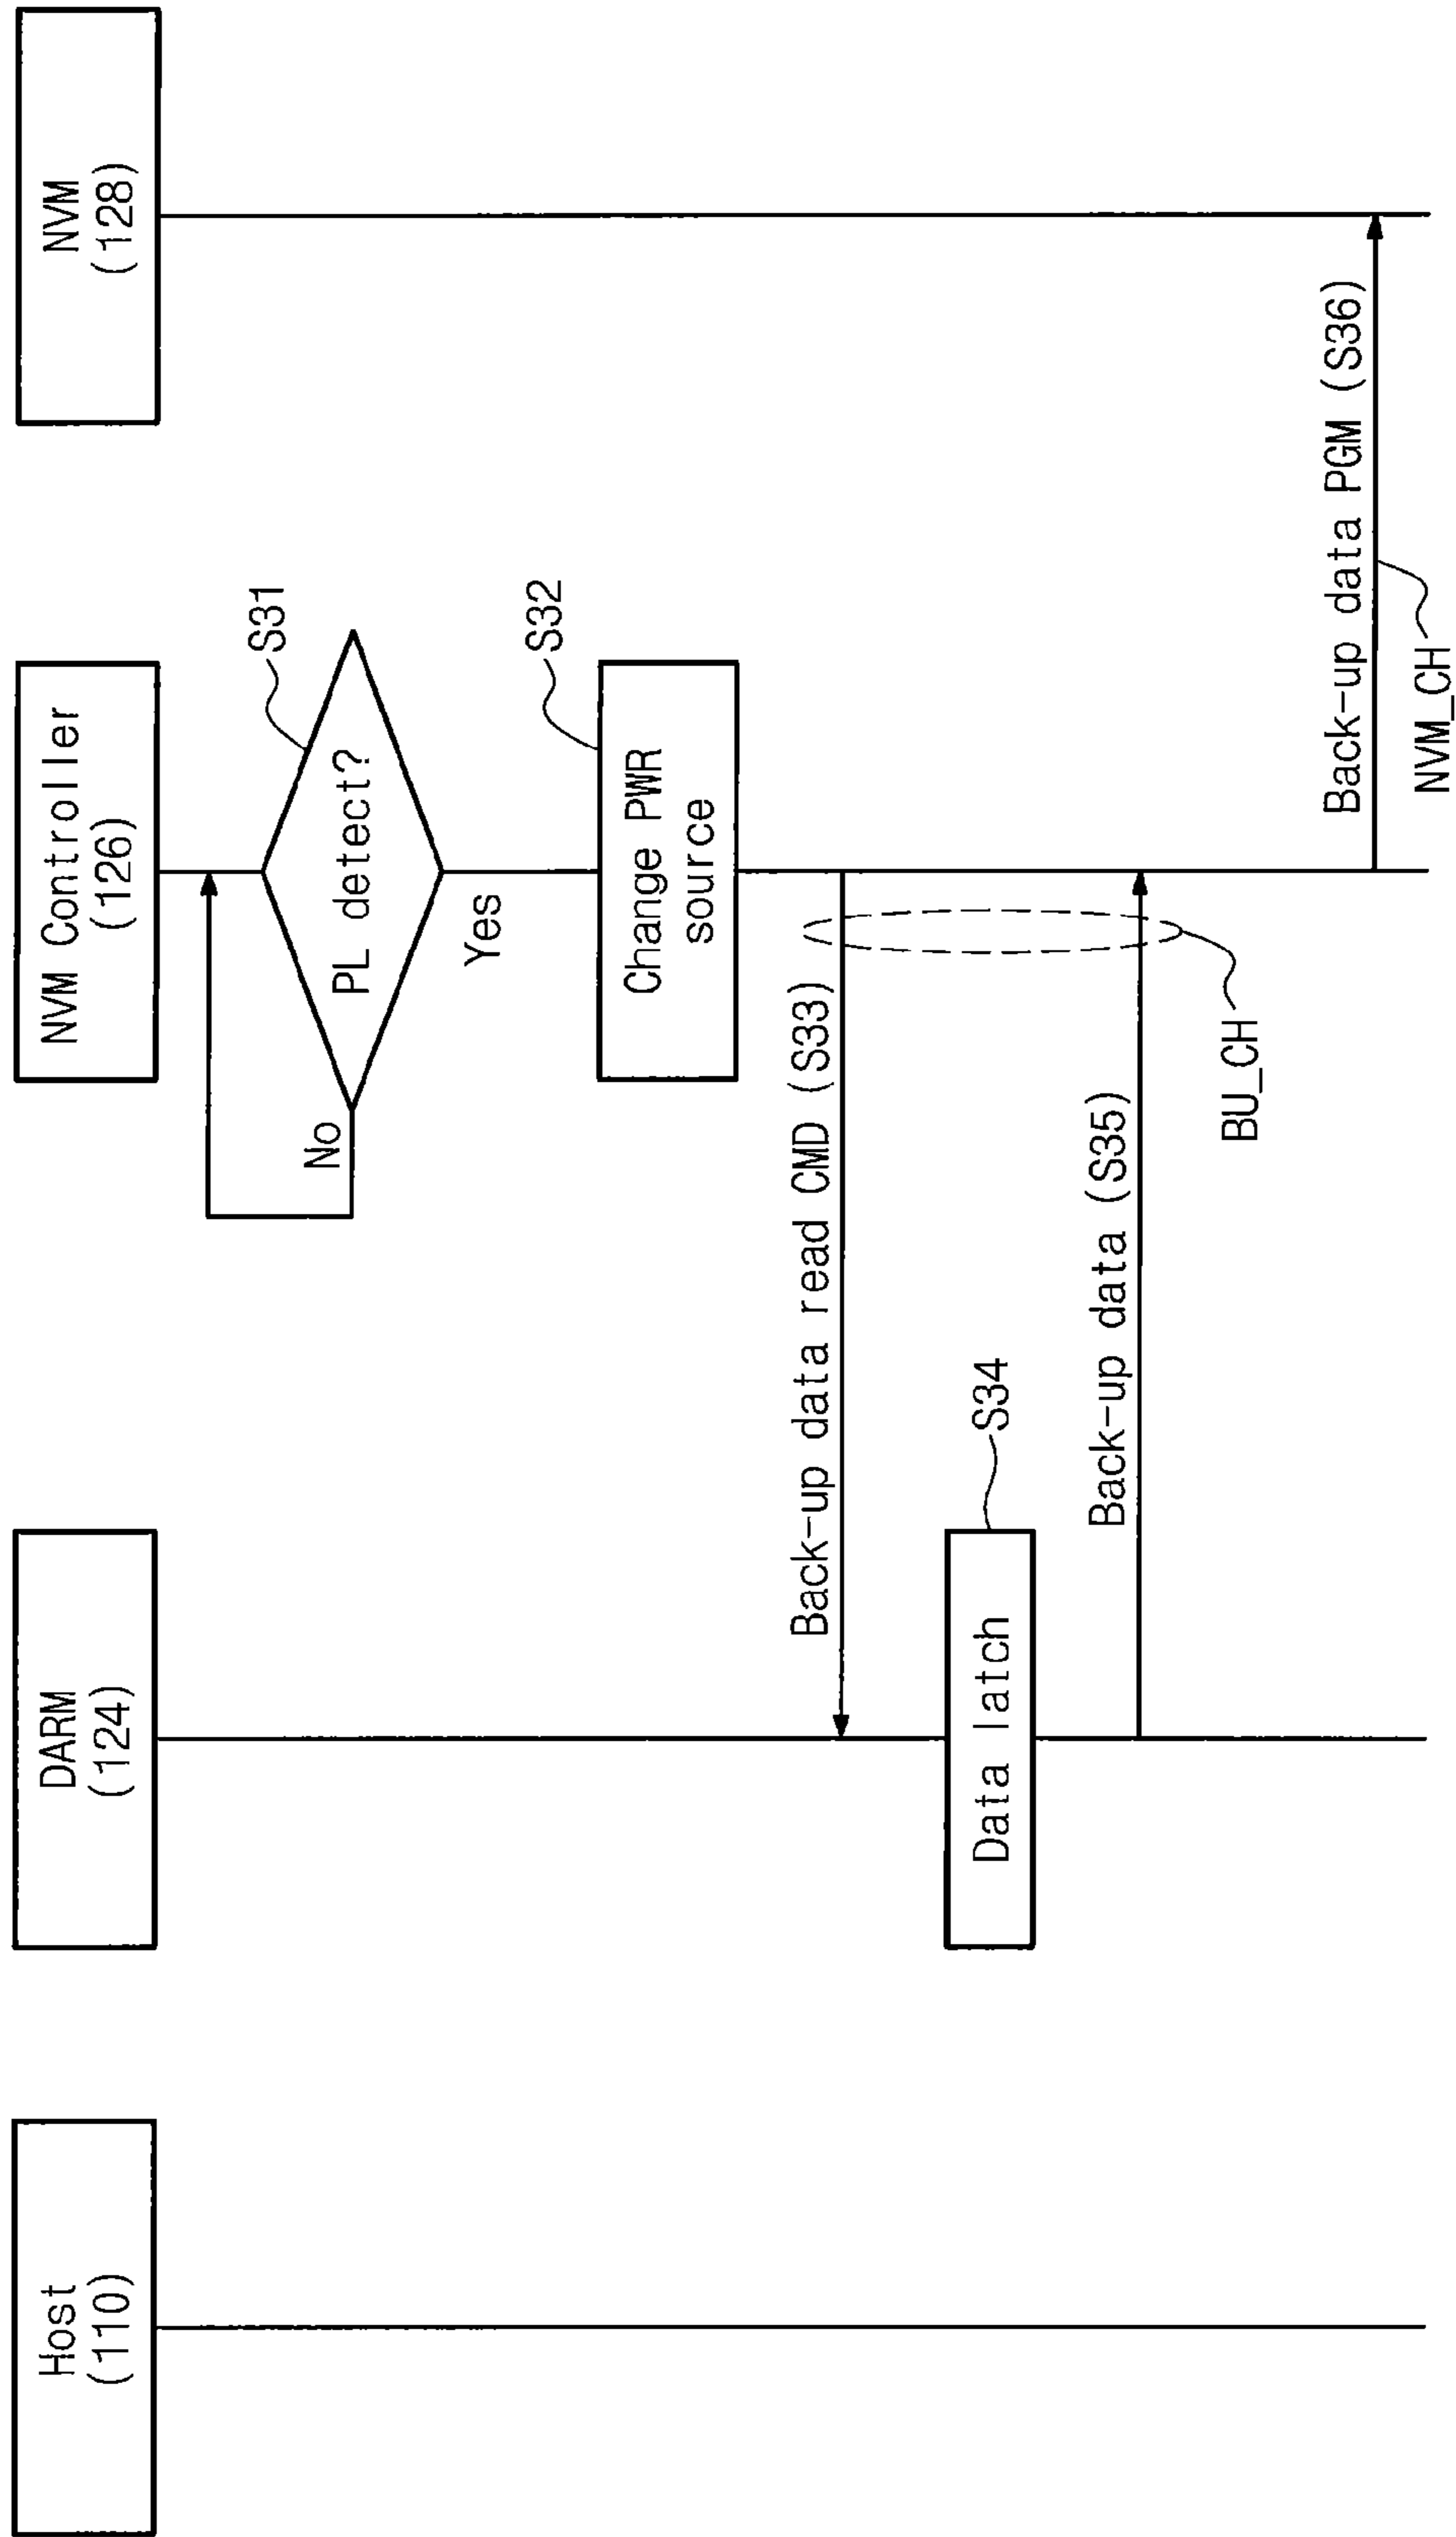 Host
(110)
DARM
(124)
NVM Controller
(126)
NVM
(128)
PL detect?
S31
No
Yes
Change PWR
source
S32
Back-up data read CMD (S33)
Data latch
S34
Back-up data (S35)
BU_CH
Back-up data PGM (S36)
NVM_CH